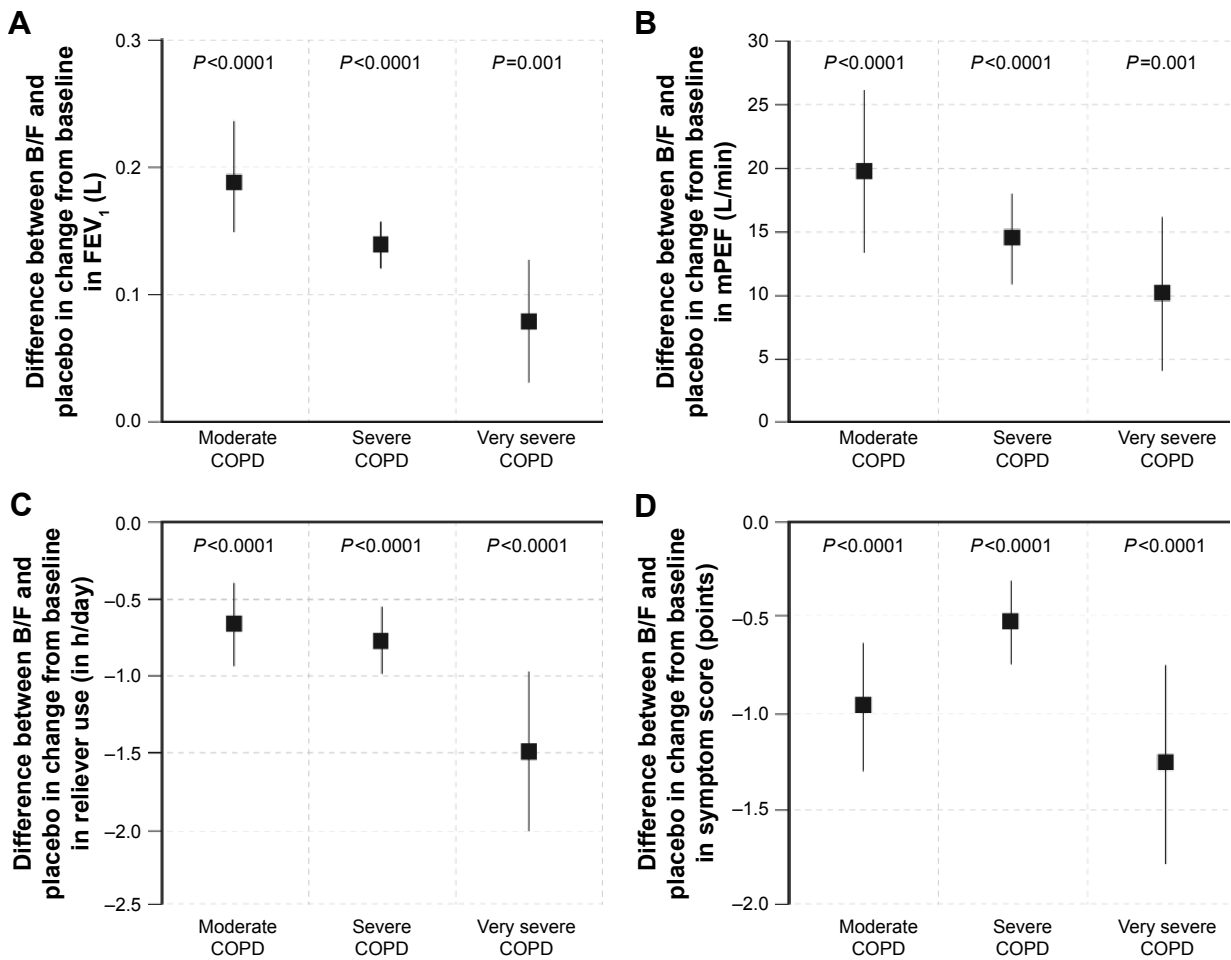 A
Difference between B/F and
placebo in change from baseline
in FEV₁ (L)
0.3
0.2
0.1
0.0
P<0.0001
P<0.0001
P=0.001
Moderate
COPD
Severe
COPD
Very severe
COPD
B
Difference between B/F and
placebo in change from baseline
in mPEF (L/min)
30
25
20
15
10
5
0
P<0.0001
P<0.0001
P=0.001
Moderate
COPD
Severe
COPD
Very severe
COPD
C
Difference between B/F and
placebo in change from baseline
in reliever use (in h/day)
0.0
–0.5
–1.0
–1.5
–2.0
–2.5
P<0.0001
P<0.0001
P<0.0001
Moderate
COPD
Severe
COPD
Very severe
COPD
D
Difference between B/F and
placebo in change from baseline
in symptom score (points)
0.0
–0.5
–1.0
–1.5
–2.0
P<0.0001
P<0.0001
P<0.0001
Moderate
COPD
Severe
COPD
Very severe
COPD